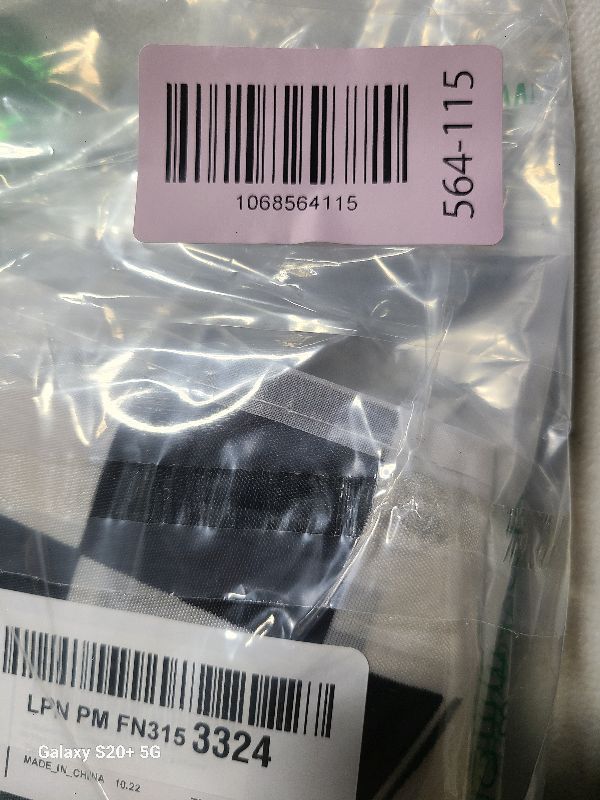 1068564115
564-115
LPN PM FN315 3324
Galaxy S20+ 5G
MADE_IN_CHINA 10.22